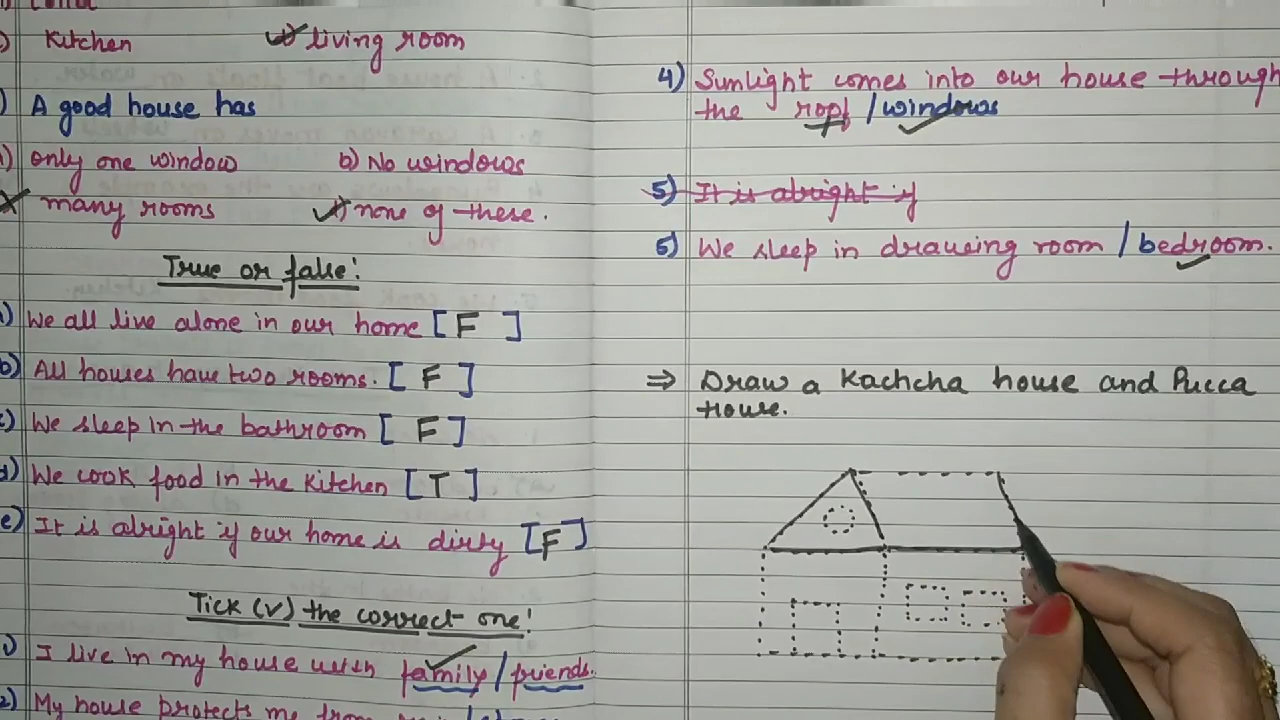 Kitchen living room
A good house has
only one window b) No windows
many rooms none of these.
True or false!
We all live alone in our home [ F ]
b) All houses have two rooms. [ F ]
c) We sleep in the bathroom [ F ]
d) We cook food in the Kitchen [ T ]
e) It is alright if our home is dirty [ F ]
Tick (v) the correct one!
1) I live in my house with family / friends.
2) My house protects me from
4) Sunlight comes into our house through
the roof / windows
5) It is alright if
5) We sleep in drawing room / bedroom.
⇒ Draw a Kachcha house and Pucca
House.